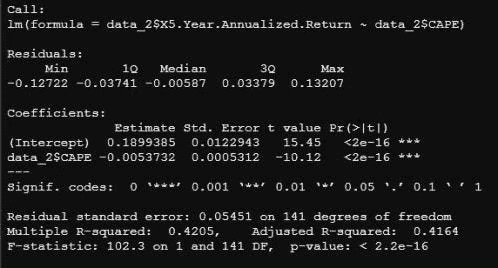 Call:
lm(formula = data_2$X5.Year.Annualized.Return ~ data_2$CAPE)
Residuals:
Min 1Q Median 3Q Max
-0.12722 -0.03741 -0.00587 0.03379 0.13207
Coefficients:
Estimate Std. Error t value Pr(>|t|)
(Intercept) 0.1899385 0.0122943 15.45 <2e-16 ***
data_2$CAPE -0.0053732 0.0005312 -10.12 <2e-16 ***
---
Signif. codes: 0 ‘***’ 0.001 ‘**’ 0.01 ‘*’ 0.05 ‘.’ 0.1 ‘ ’ 1
Residual standard error: 0.05451 on 141 degrees of freedom
Multiple R-squared: 0.4205, Adjusted R-squared: 0.4164
F-statistic: 102.3 on 1 and 141 DF, p-value: < 2.2e-16